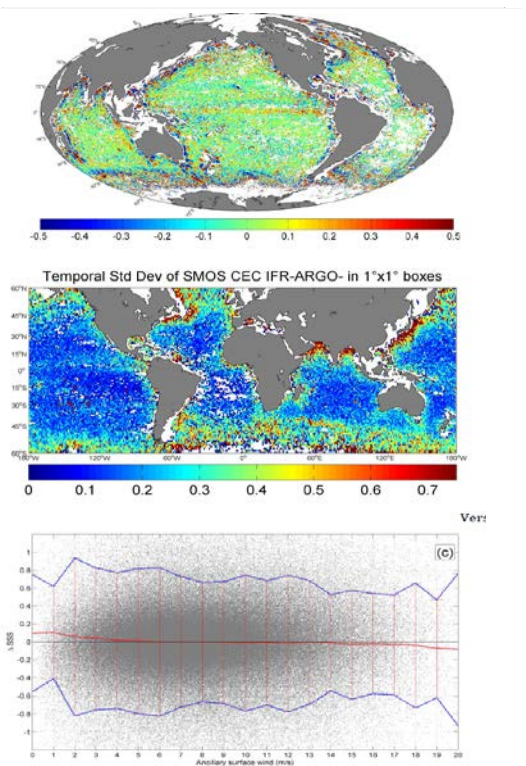 -0.5 -0.4 -0.3 -0.2 -0.1 0 0.1 0.2 0.3 0.4 0.5
Temporal Std Dev of SMOS CEC IFR-ARGO- in 1°x1° boxes
60°N
45°N
30°N
15°N
0°
15°S
30°S
45°S
60°S
180°W 120°W 60°W 0° 60°E 120°E 180°W
0 0.1 0.2 0.3 0.4 0.5 0.6 0.7
Vers
(c)
0.8
0.6
0.4
0.2
0
-0.2
-0.4
-0.6
-0.8
-1
Δ SSS
0 1 2 3 4 5 6 7 8 9 10 11 12 13 14 15 16 17 18 19 20
Ancillary surface wind (m/s)